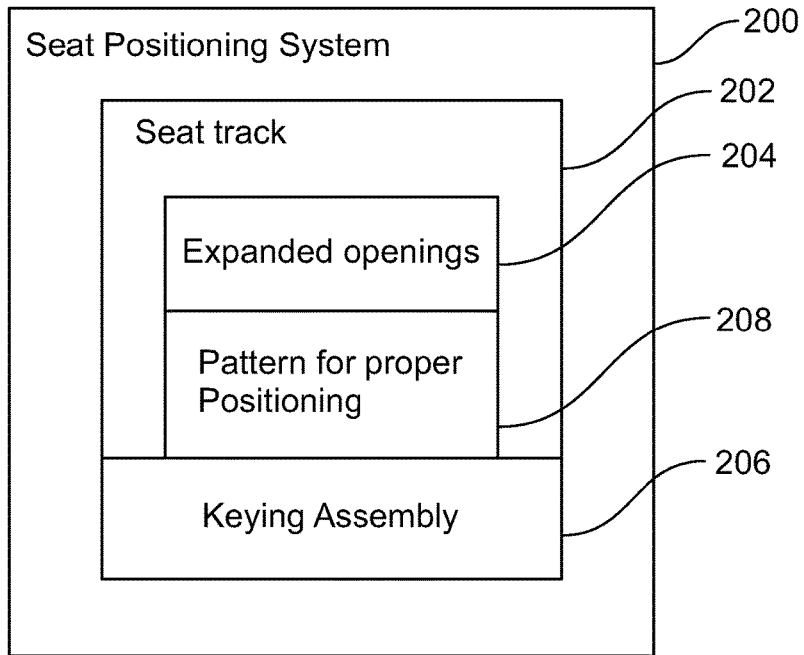 Seat Positioning System
200
202
Seat track
204
Expanded openings
208
Pattern for proper
Positioning
206
Keying Assembly